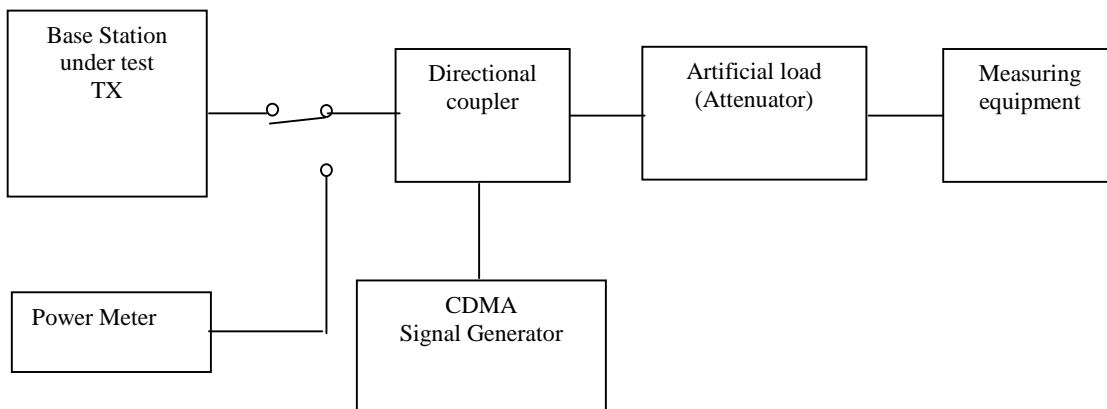 Base Station
under test
TX
Directional
coupler
Artificial load
(Attenuator)
Measuring
equipment
Power Meter
CDMA
Signal Generator